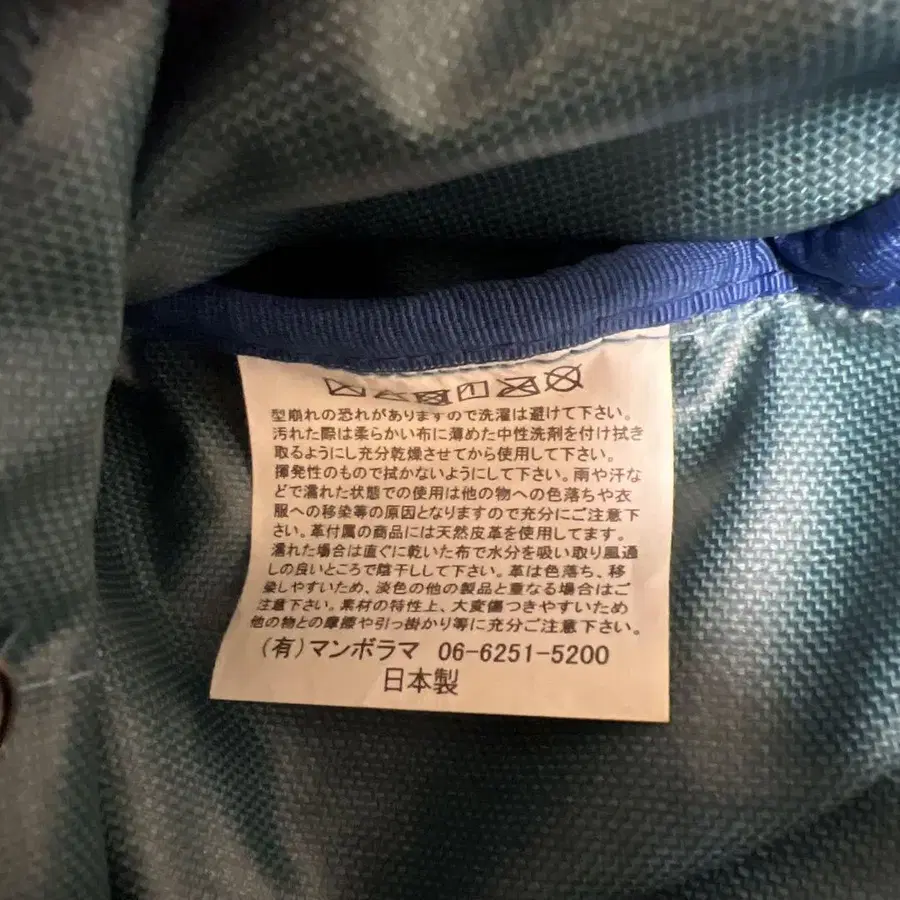 型崩れの恐れがありますので洗濯は避けて下さい。
汚れた際は柔らかい布に薄めた中性洗剤を付け拭き
取るようにし充分乾燥させてから使用して下さい。
揮発性のもので拭かないようにして下さい。雨や汗な
どで濡れた状態での使用は他の物への色落ちや衣
服への移染等の原因となりますので充分にご注意下
さい。革付属の商品には天然皮革を使用してます。
濡れた場合は直ぐに乾いた布で水分を吸い取り風通
しの良いところで陰干しして下さい。革は色落ち、移
染しやすいため、淡色の他の製品と重なる場合はご
注意下さい。素材の特性上、大変傷つきやすいため
他の物との摩擦や引っ掛かり等に充分ご注意下さい。
(有)マンボラマ 06-6251-5200
日本製